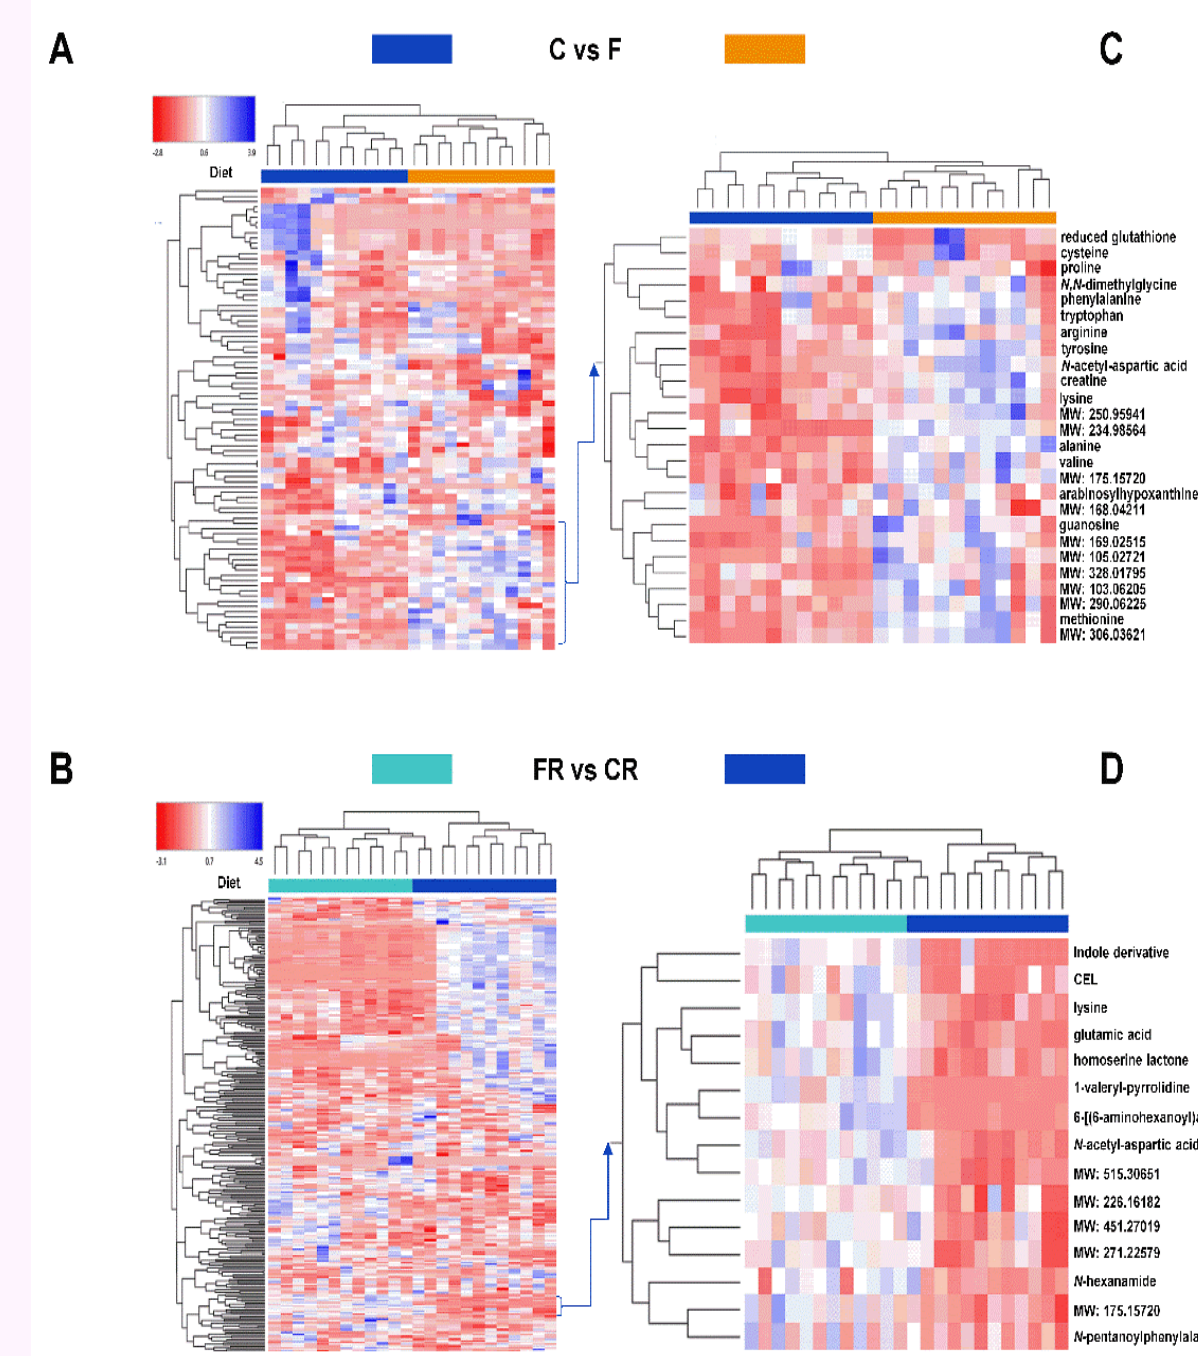 A
C vs F
C
-2.8 0.6 3.9
Diet
reduced glutathione
cysteine
proline
N,N-dimethylglycine
phenylalanine
tryptophan
arginine
tyrosine
N-acetyl-aspartic acid
creatine
lysine
MW: 250.95941
MW: 234.98564
alanine
valine
MW: 175.15720
arabinosylhypoxanthine
MW: 168.04211
guanosine
MW: 169.02515
MW: 105.02721
MW: 328.01795
MW: 103.06205
MW: 290.06225
methionine
MW: 306.03621
B
FR vs CR
D
-3.1 0.7 4.5
Diet
Indole derivative
CEL
lysine
glutamic acid
homoserine lactone
1-valeryl-pyrrolidine
6-[(6-aminohexanoyl)a
N-acetyl-aspartic acid
MW: 515.30651
MW: 226.16182
MW: 451.27019
MW: 271.22579
N-hexanamide
MW: 175.15720
N-pentanoylphenylala